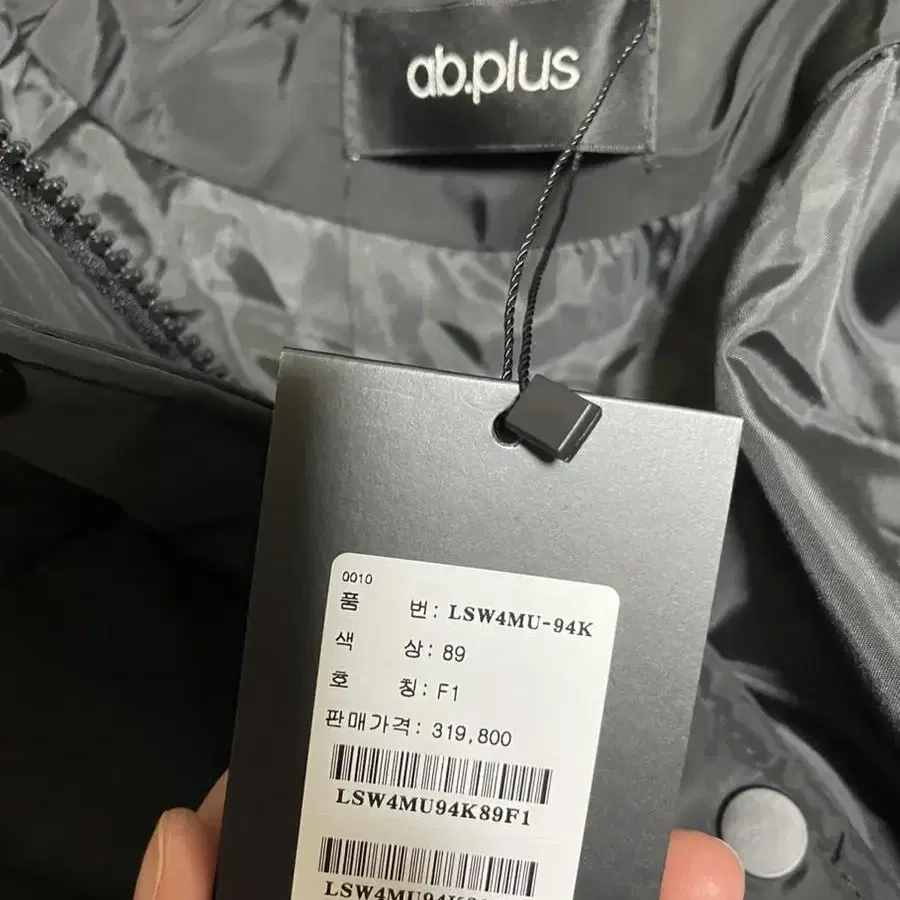 ab.plus
0010
품 번: LSW4MU-94K
색 상: 89
호 칭: F1
판매가격: 319,800
LSW4MU94K89F1